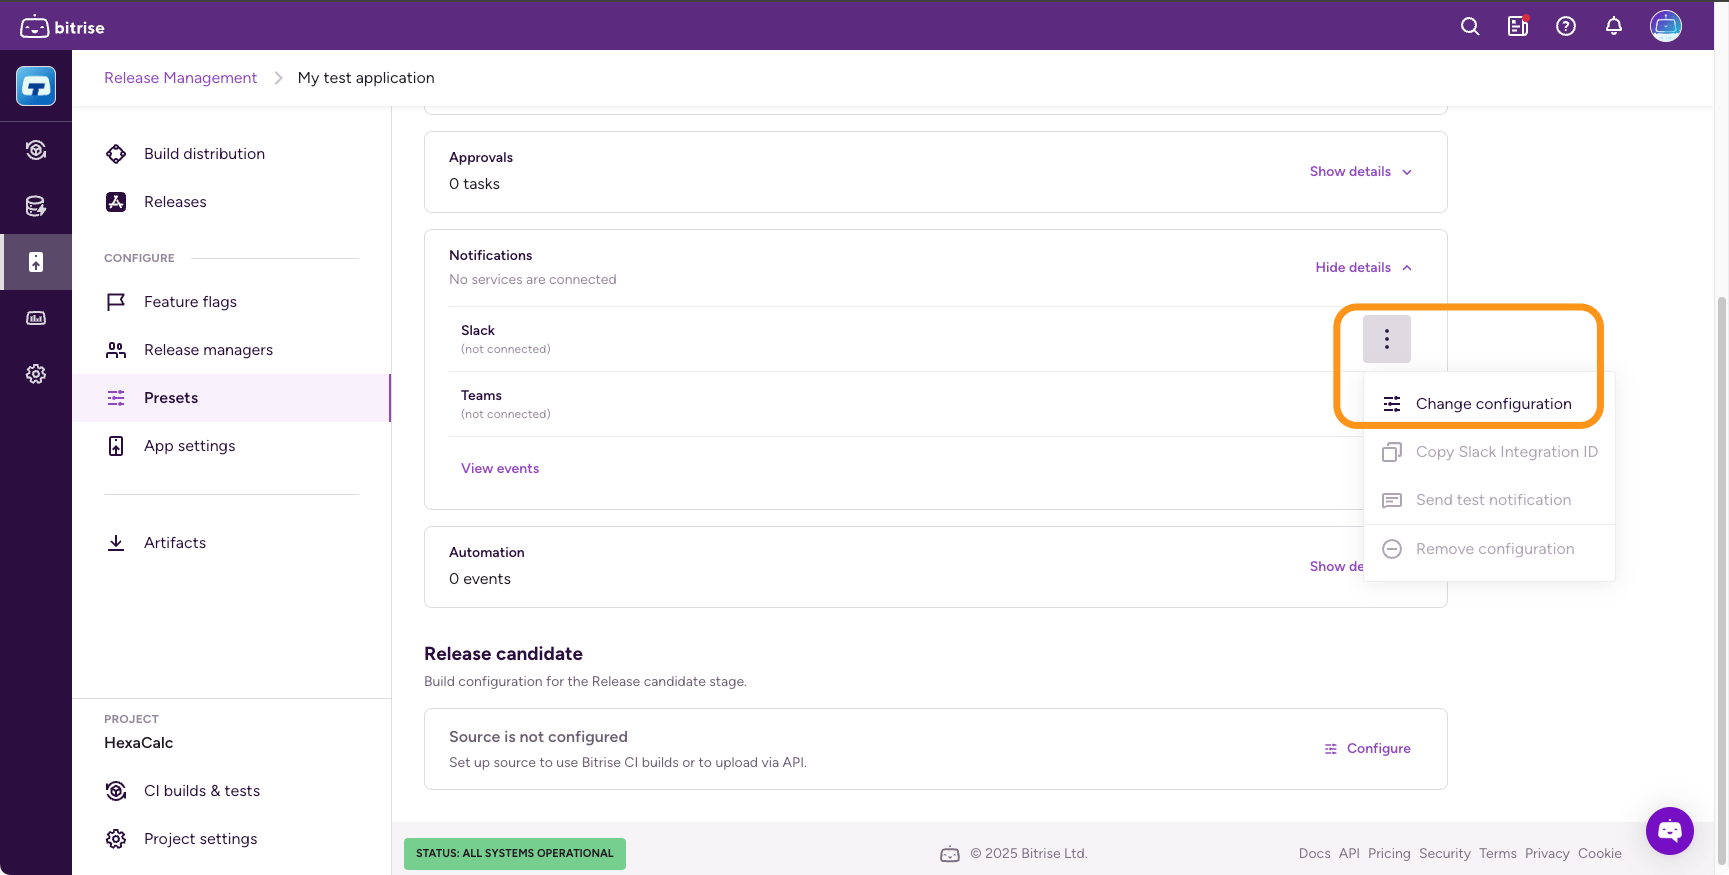 bitrise
Release Management > My test application
Build distribution
Releases
CONFIGURE
Feature flags
Release managers
Presets
App settings
Artifacts
PROJECT
HexaCalc
CI builds & tests
Project settings
Approvals
0 tasks
Show details
Notifications
No services are connected
Hide details
Slack
(not connected)
Teams
(not connected)
View events
Change configuration
Copy Slack Integration ID
Send test notification
Remove configuration
Automation
0 events
Show de
Release candidate
Build configuration for the Release candidate stage.
Source is not configured
Set up source to use Bitrise CI builds or to upload via API.
Configure
STATUS: ALL SYSTEMS OPERATIONAL
© 2025 Bitrise Ltd.
Docs API Pricing Security Terms Privacy Cookie